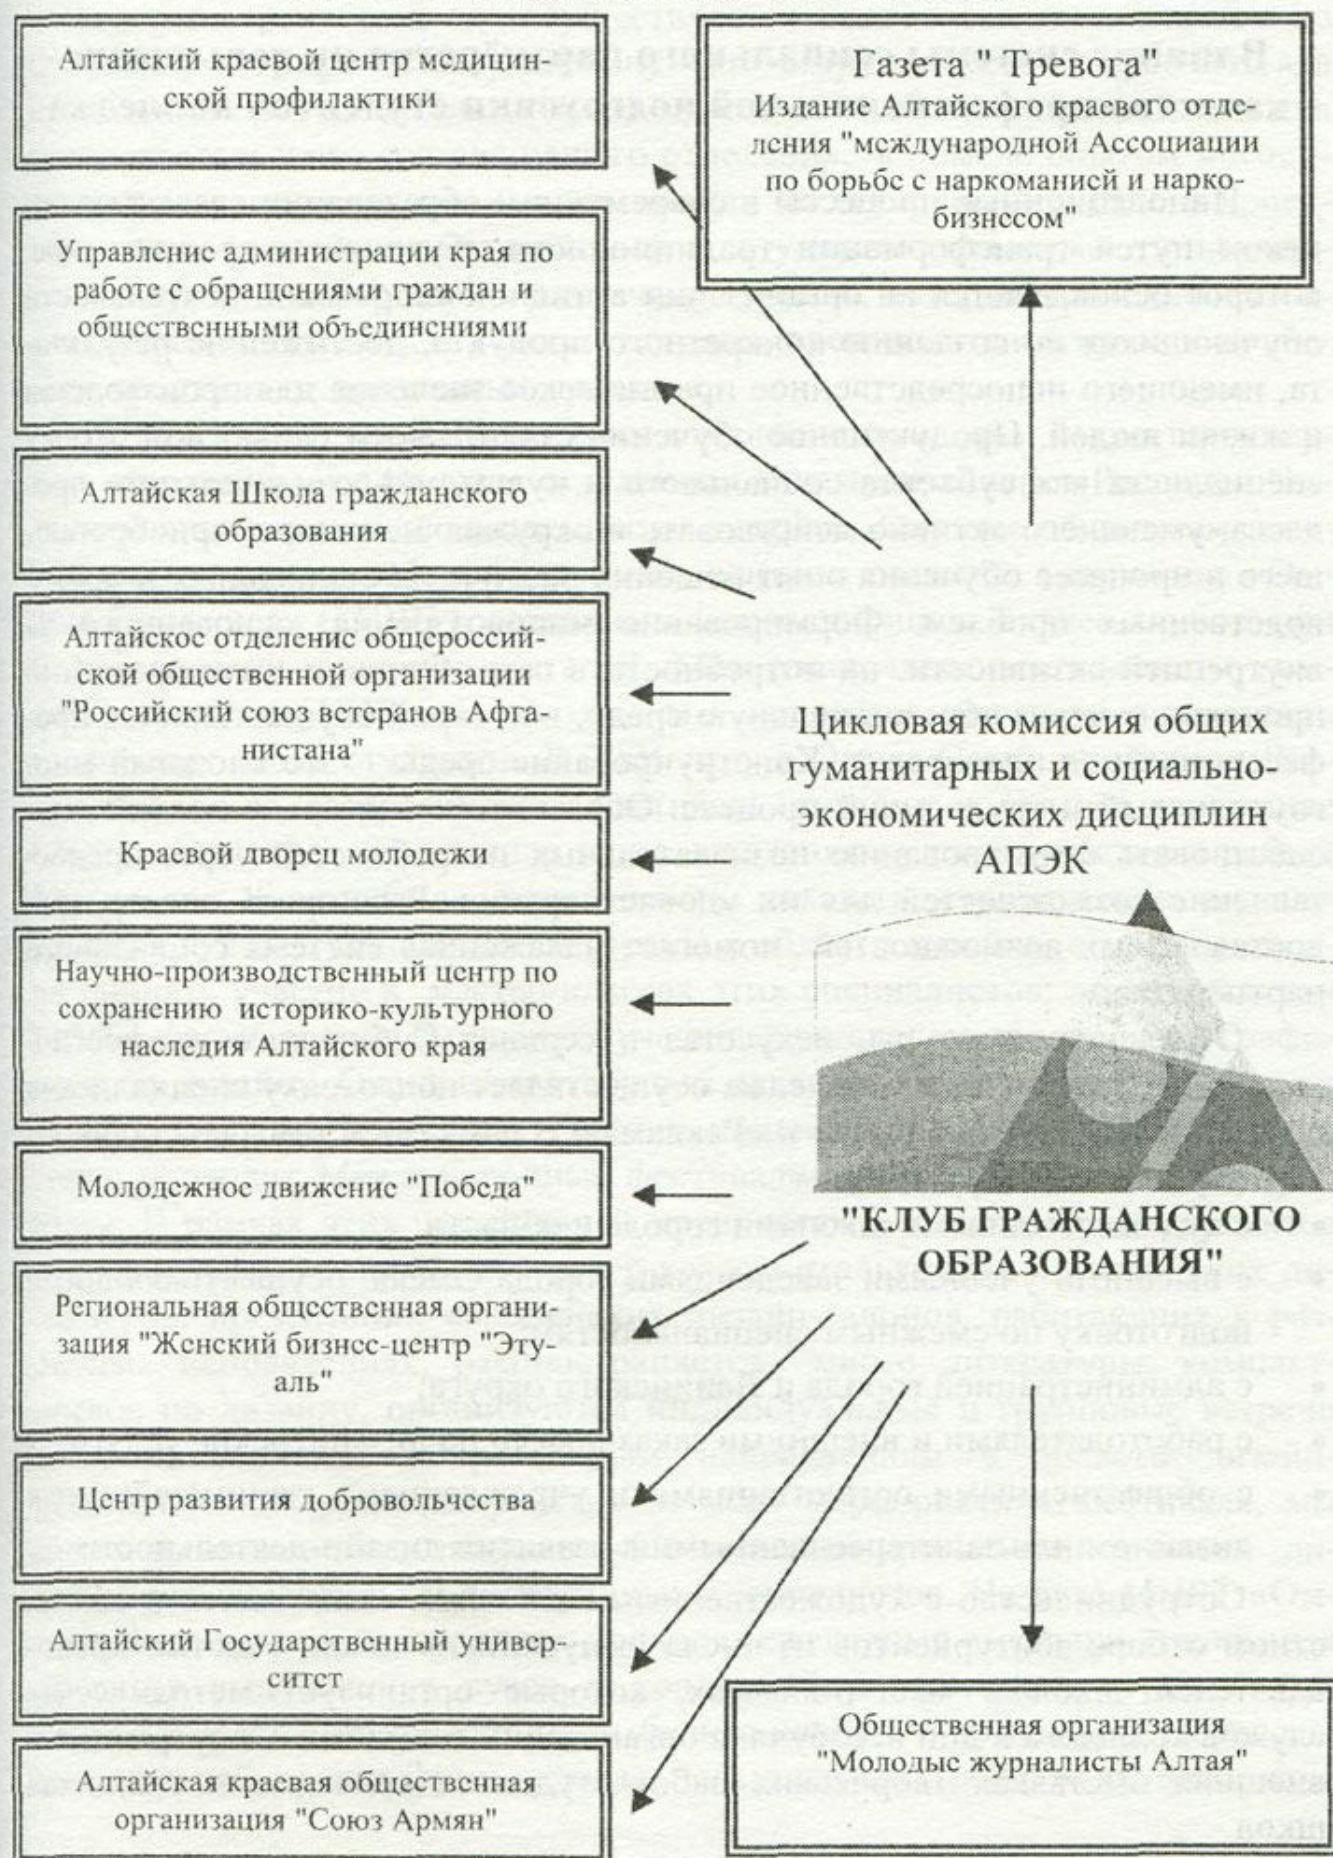 Алтайский краевой центр медицин-
ской профилактики
Газета " Тревога"
Издание Алтайского краевого отде-
ления "международной Ассоциации
по борьбе с наркоманией и нарко-
бизнесом"
Управление администрации края по
работе с обращениями граждан и
общественными объединениями
Алтайская Школа гражданского
образования
Алтайское отделение общероссий-
ской общественной организации
"Российский союз ветеранов Афга-
нистана"
Цикловая комиссия общих
гуманитарных и социально-
экономических дисциплин
АПЭК
Краевой дворец молодежи
Научно-производственный центр по
сохранению историко-культурного
наследия Алтайского края
Молодежное движение "Победа"
"КЛУБ ГРАЖДАНСКОГО
ОБРАЗОВАНИЯ"
Региональная общественная органи-
зация "Женский бизнес-центр "Эту-
аль"
Центр развития добровольчества
Алтайский Государственный универ-
ситет
Общественная организация
"Молодые журналисты Алтая"
Алтайская краевая общественная
организация "Союз Армян"